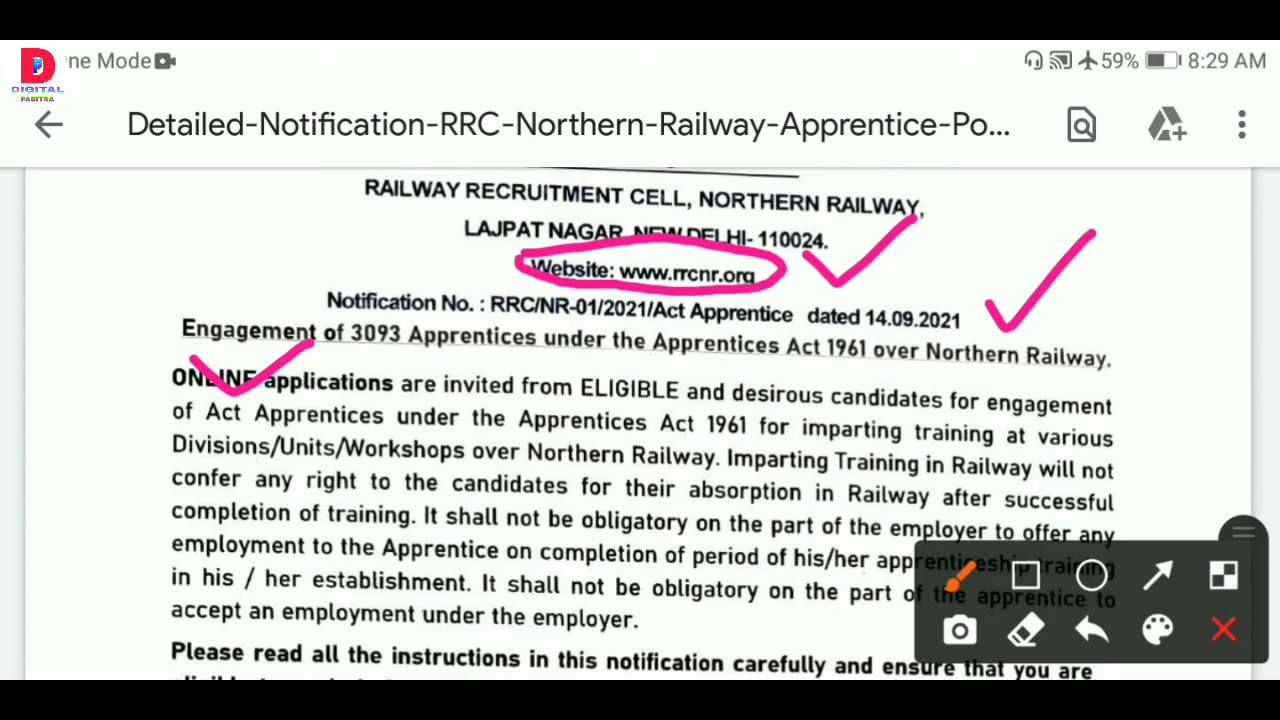 ne Mode
59% 8:29 AM
DIGITAL
PABITRA
Detailed-Notification-RRC-Northern-Railway-Apprentice-Po...
RAILWAY RECRUITMENT CELL, NORTHERN RAILWAY,
LAJPAT NAGAR, NEW DELHI- 110024.
Website: www.rrcnr.org
Notification No. : RRC/NR-01/2021/Act Apprentice dated 14.09.2021
Engagement of 3093 Apprentices under the Apprentices Act 1961 over Northern Railway.
ONLINE applications are invited from ELIGIBLE and desirous candidates for engagement
of Act Apprentices under the Apprentices Act 1961 for imparting training at various
Divisions/Units/Workshops over Northern Railway. Imparting Training in Railway will not
confer any right to the candidates for their absorption in Railway after successful
completion of training. It shall not be obligatory on the part of the employer to offer any
employment to the Apprentice on completion of period of his/her apprenticeship training
in his / her establishment. It shall not be obligatory on the part of the apprentice to
accept an employment under the employer.
Please read all the instructions in this notification carefully and ensure that you are